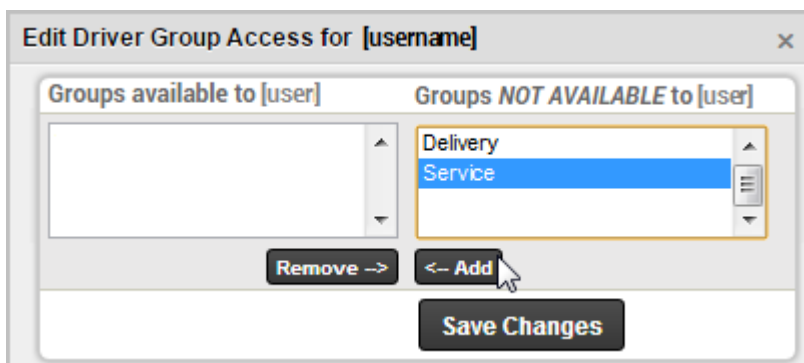 Edit Driver Group Access for [username]
Groups available to [user]
Groups NOT AVAILABLE to [user]
Delivery
Service
Remove -->
<-- Add
Save Changes